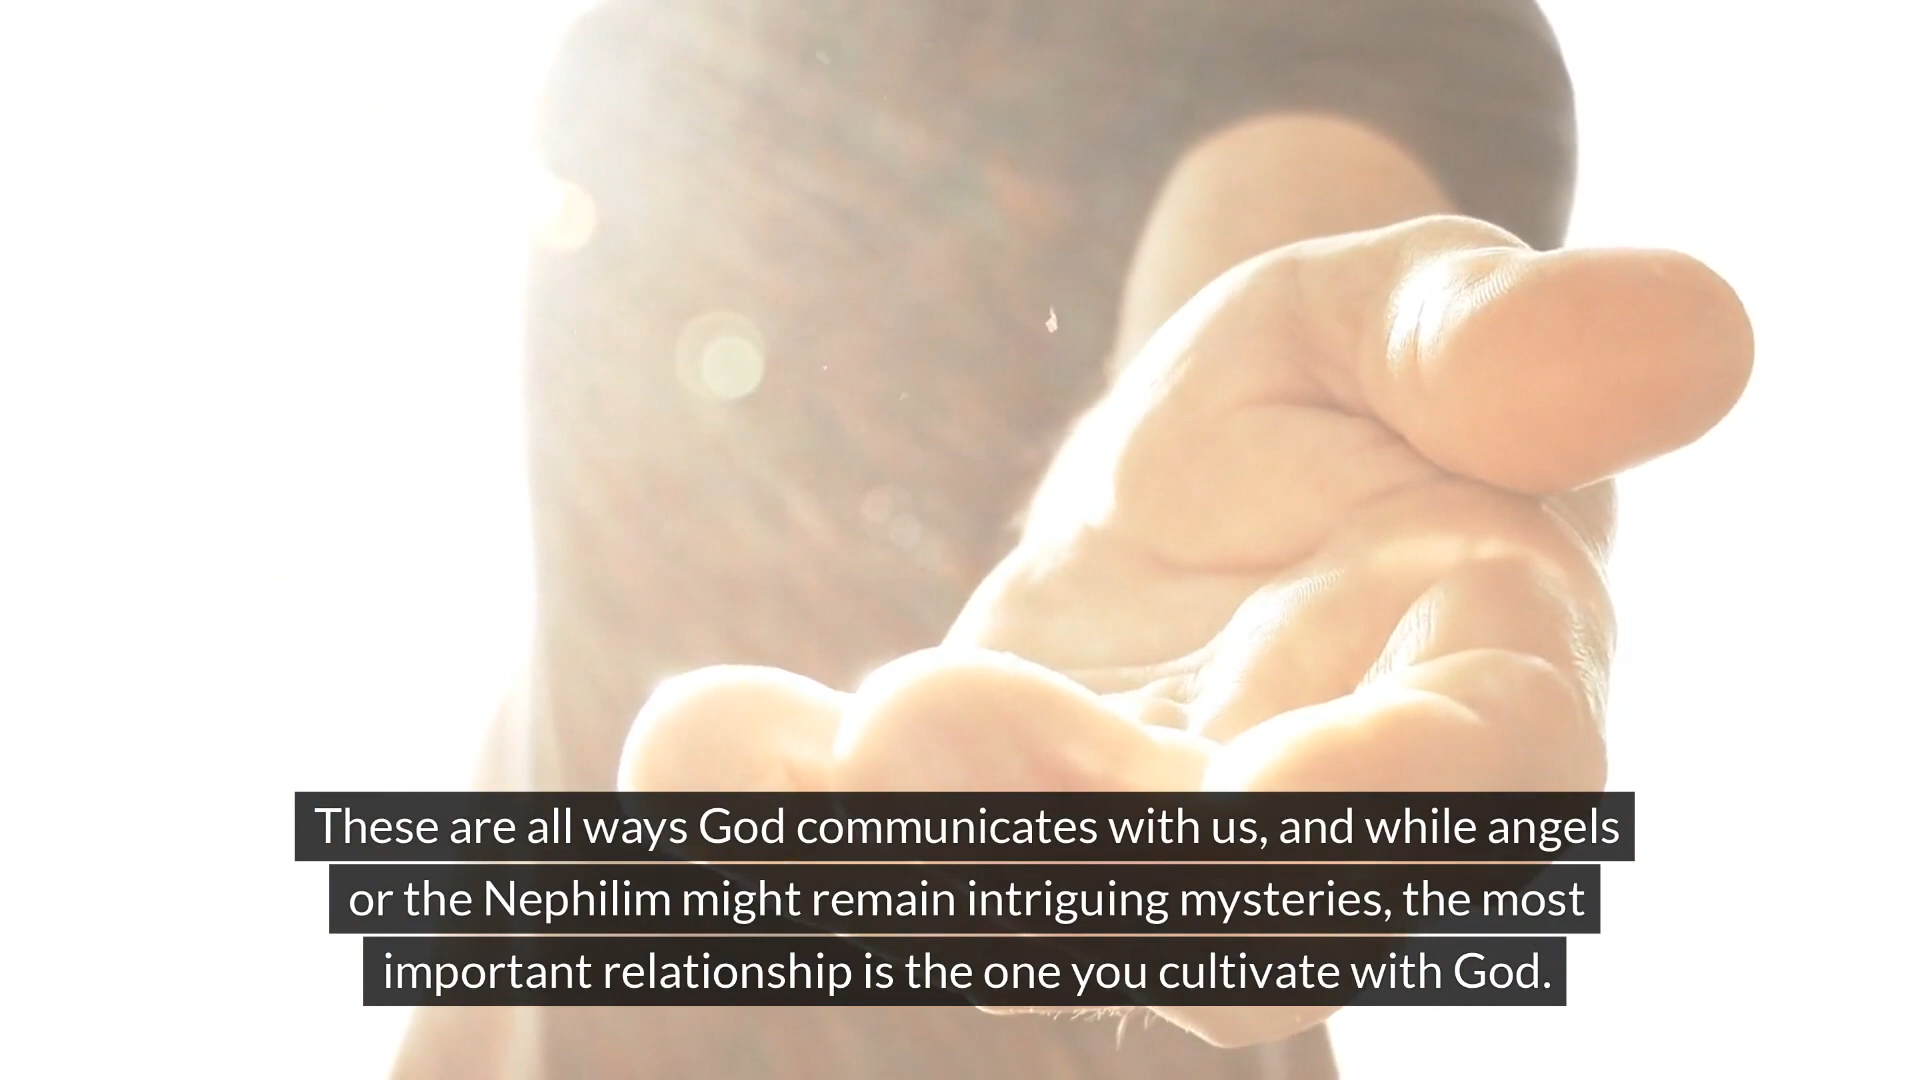 These are all ways God communicates with us, and while angels
or the Nephilim might remain intriguing mysteries, the most
important relationship is the one you cultivate with God.